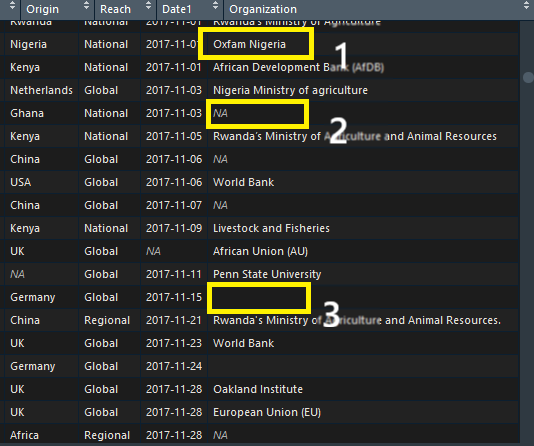 Origin Reach Date1 Organization
Rwanda National 2017-11-01 Rwanda's Ministry of Agriculture
Nigeria National 2017-11-01 Oxfam Nigeria 1
Kenya National 2017-11-01 African Development Bank (AfDB)
Netherlands Global 2017-11-03 Nigeria Ministry of agriculture
Ghana National 2017-11-03 NA 2
Kenya National 2017-11-05 Rwanda's Ministry of Agriculture and Animal Resources
China Global 2017-11-06 NA
USA Global 2017-11-06 World Bank
China Global 2017-11-07 NA
Kenya National 2017-11-09 Livestock and Fisheries
UK Global NA African Union (AU)
NA Global 2017-11-11 Penn State University
Germany Global 2017-11-15 3
China Regional 2017-11-21 Rwanda's Ministry of Agriculture and Animal Resources.
UK Global 2017-11-23 World Bank
Germany Global 2017-11-24
UK Global 2017-11-28 Oakland Institute
UK Global 2017-11-28 European Union (EU)
Africa Regional 2017-11-28 NA